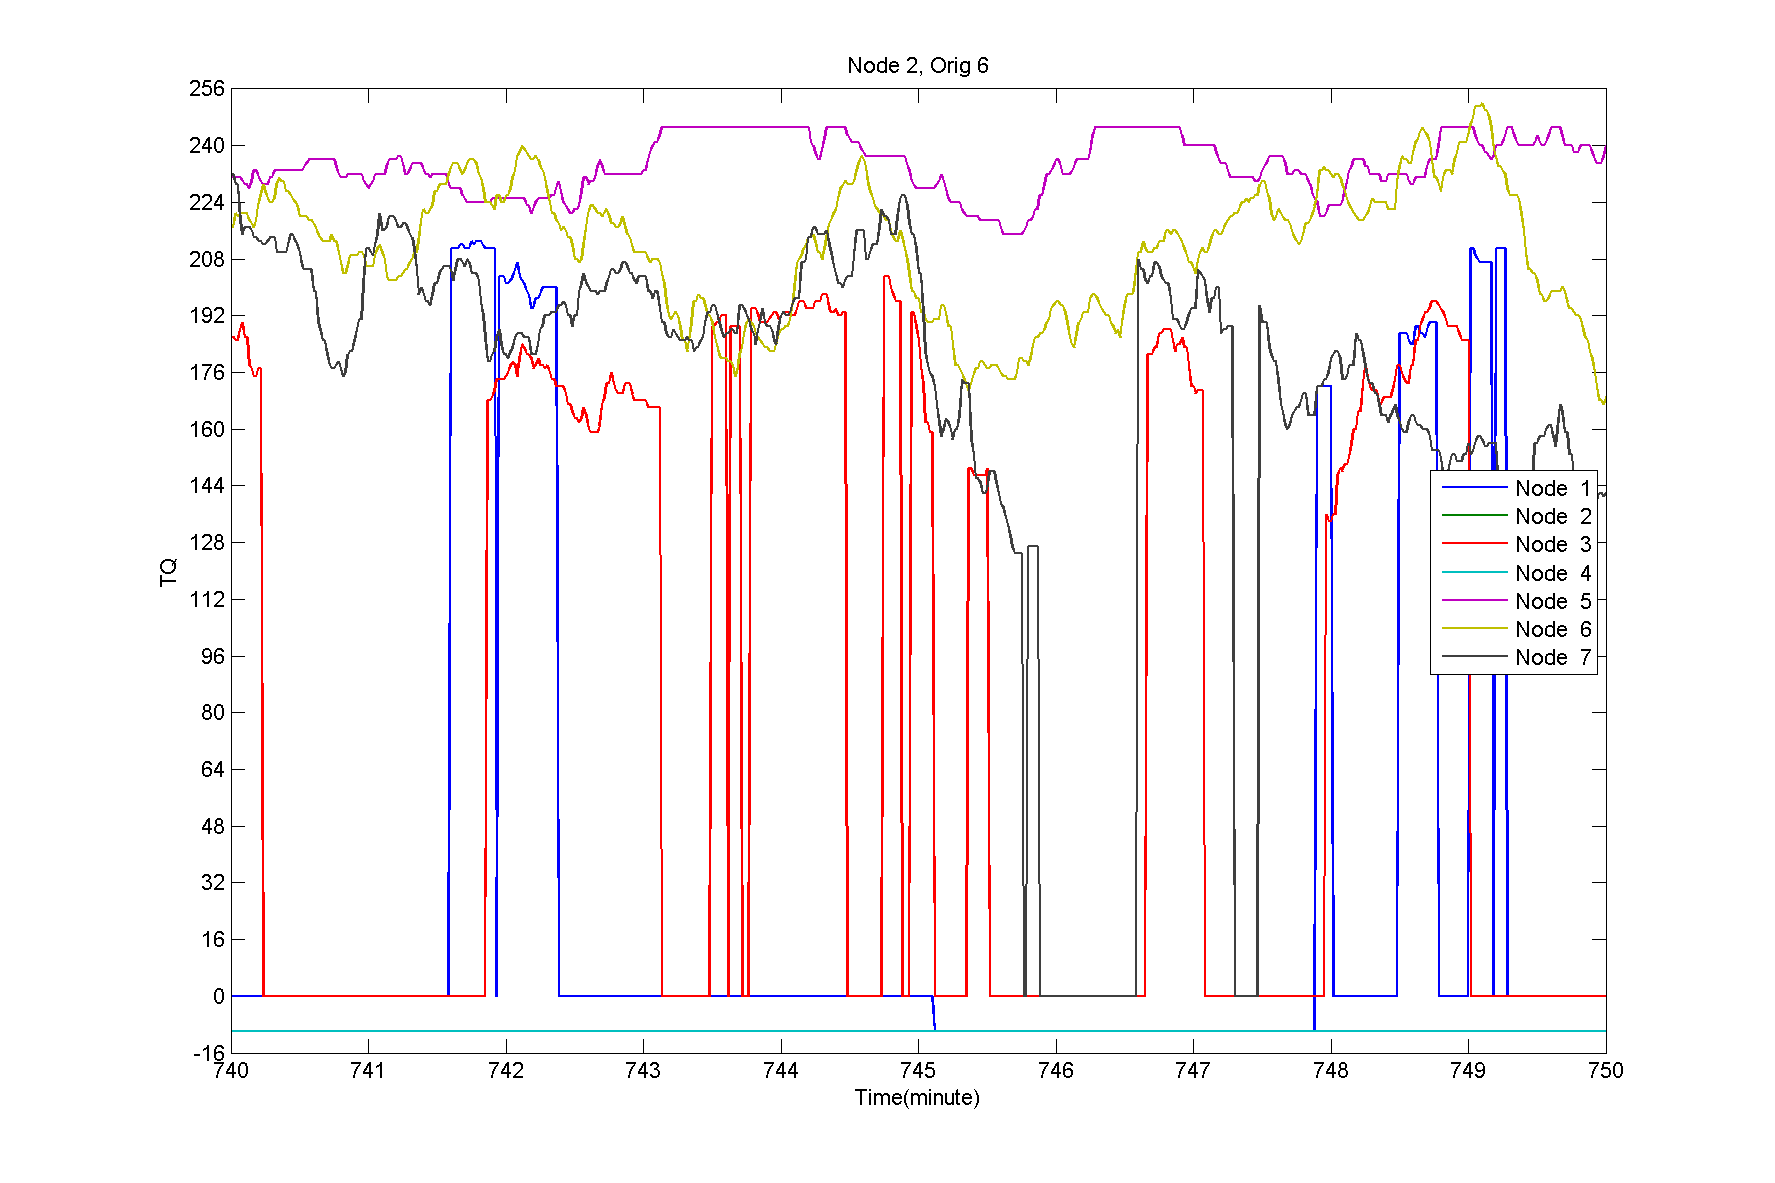 Node 2, Orig 6
256
240
224
208
192
176
160
144
128
112
96
80
64
48
32
16
0
-16
TQ
740 741 742 743 744 745 746 747 748 749 750
Time(minute)
Node 1
Node 2
Node 3
Node 4
Node 5
Node 6
Node 7